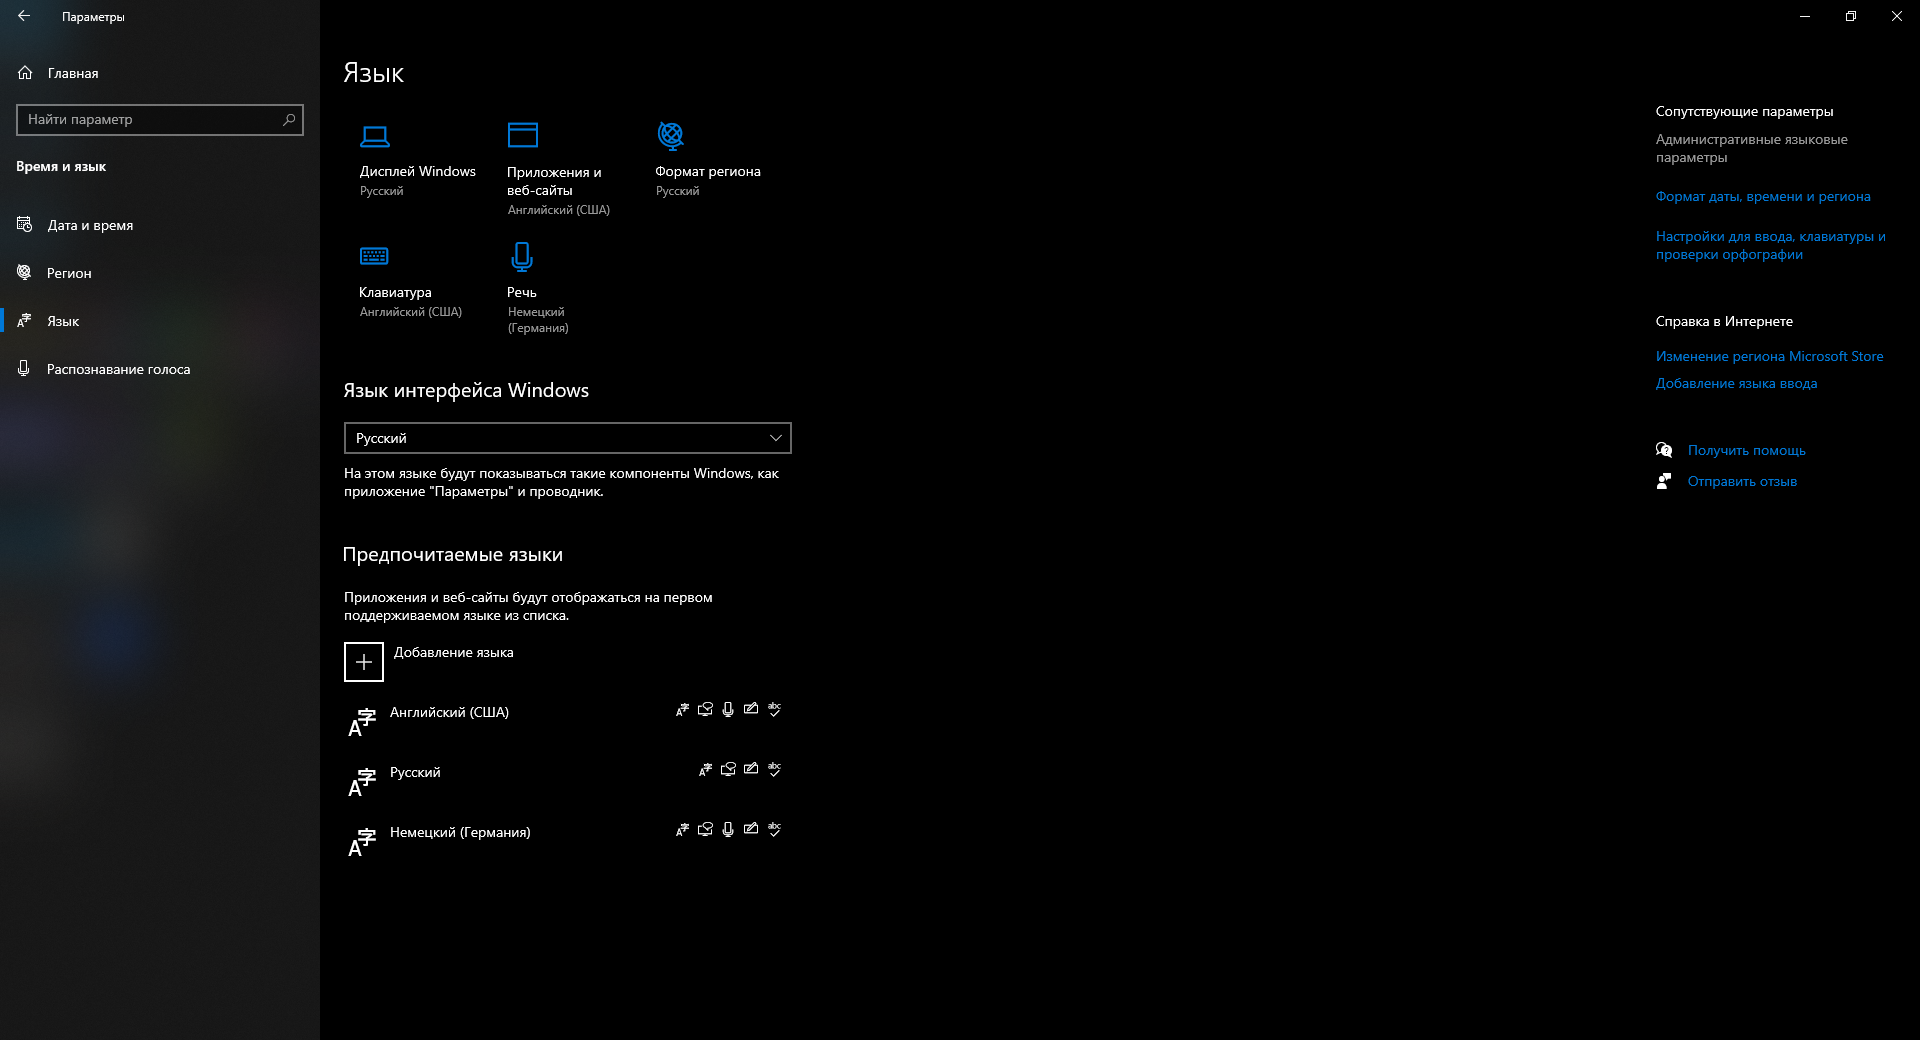 Параметры
Главная
Найти параметр
Время и язык
Дата и время
Регион
Язык
Распознавание голоса
Язык
Дисплей Windows
Русский
Приложения и
веб-сайты
Английский (США)
Формат региона
Русский
Клавиатура
Английский (США)
Речь
Немецкий
(Германия)
Язык интерфейса Windows
Русский
На этом языке будут показываться такие компоненты Windows, как
приложение "Параметры" и проводник.
Предпочитаемые языки
Приложения и веб-сайты будут отображаться на первом
поддерживаемом языке из списка.
Добавление языка
Английский (США)
Русский
Немецкий (Германия)
Сопутствующие параметры
Административные языковые
параметры
Формат даты, времени и региона
Настройки для ввода, клавиатуры и
проверки орфографии
Справка в Интернете
Изменение региона Microsoft Store
Добавление языка ввода
Получить помощь
Отправить отзыв